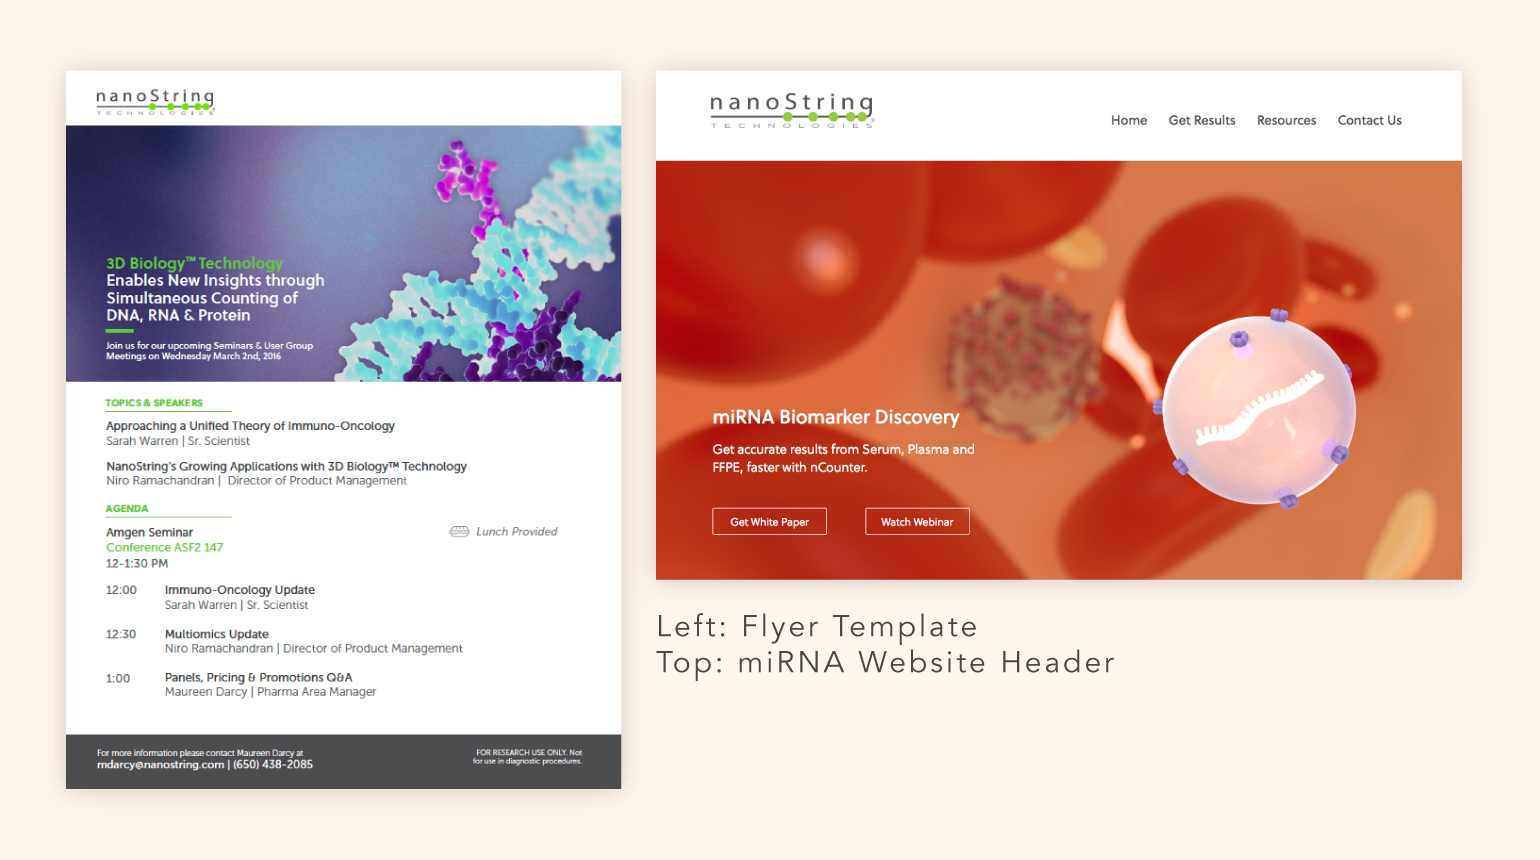 nanoString
TECHNOLOGIES
3D Biology™ Technology
Enables New Insights through
Simultaneous Counting of
DNA, RNA & Protein
Join us for our upcoming Seminars & User Group
Meetings on Wednesday March 2nd, 2016
TOPICS & SPEAKERS
Approaching a Unified Theory of Immuno-Oncology
Sarah Warren | Sr. Scientist
NanoString's Growing Applications with 3D Biology™ Technology
Niro Ramachandran | Director of Product Management
AGENDA
Amgen Seminar
Lunch Provided
Conference ASF2 147
12-1:30 PM
12:00 Immuno-Oncology Update
Sarah Warren | Sr. Scientist
12:30 Multiomics Update
Niro Ramachandran | Director of Product Management
1:00 Panels, Pricing & Promotions Q&A
Maureen Darcy | Pharma Area Manager
For more information please contact Maureen Darcy at
mdarcy@nanostring.com | (650) 438-2085
FOR RESEARCH USE ONLY. Not
for use in diagnostic procedures.
nanoString®
TECHNOLOGIES
Home Get Results Resources Contact Us
miRNA Biomarker Discovery
Get accurate results from Serum, Plasma and
FFPE, faster with nCounter.
Get White Paper
Watch Webinar
Left: Flyer Template
Top: miRNA Website Header